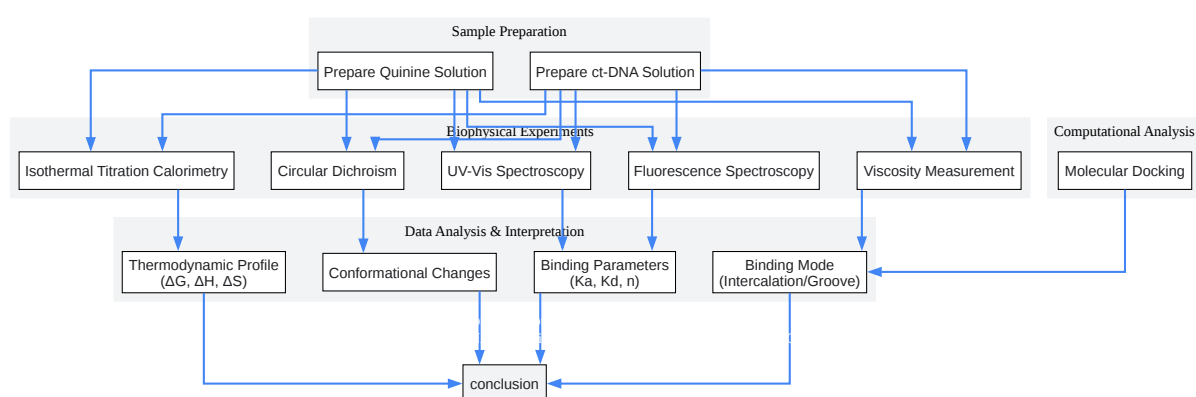 Sample Preparation
Prepare Quinine Solution
Prepare ct-DNA Solution
Biophysical Experiments
Computational Analysis
Isothermal Titration Calorimetry
Circular Dichroism
UV-Vis Spectroscopy
Fluorescence Spectroscopy
Viscosity Measurement
Molecular Docking
Data Analysis & Interpretation
Thermodynamic Profile
(ΔG, ΔH, ΔS)
Conformational Changes
Binding Parameters
(Ka, Kd, n)
Binding Mode
(Intercalation/Groove)
conclusion